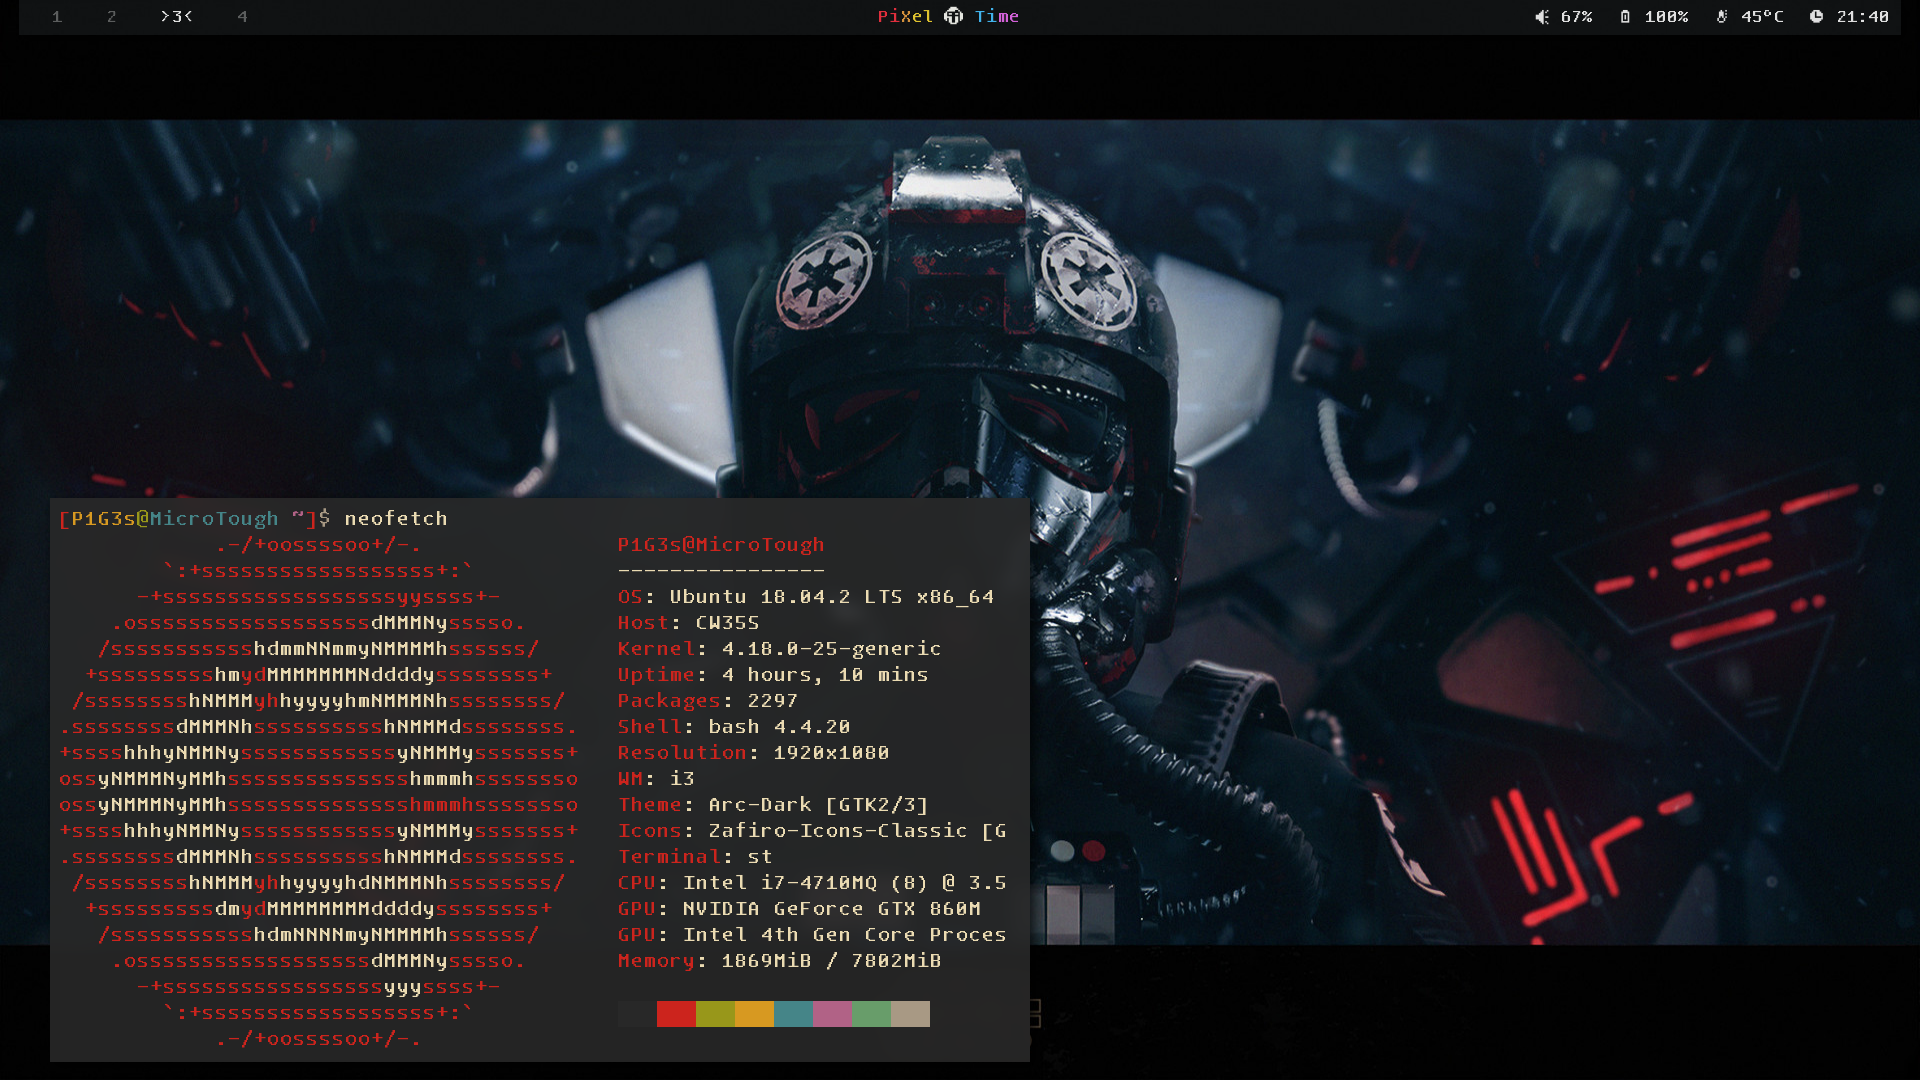 1 2 >3< 4 PiXel Time 67% 100% 45°C 21:40
[P1G3s@MicroTough ~]$ neofetch
.-/+oossssoo+/-.
`:+ssssssssssssssssss+:`
-+ssssssssssssssssssyyssss+-
.ossssssssssssssssssdMMMNysssso.
/ssssssssssshdmmNNmmyNMMMMhssssss/
+ssssssssshmydMMMMMMMNddddyssssssss+
/sssssssshNMMMyhhyyyyhmNMMMNhssssssss/
.ssssssssdMMMNhsssssssssshNMMMdssssssss.
+sssshhhyNMMNyssssssssssssyNMMMysssssss+
ossyNMMMNyMMhsssssssssssssshmmmhssssssso
ossyNMMMNyMMhsssssssssssssshmmmhssssssso
+sssshhhyNMMNyssssssssssssyNMMMysssssss+
.ssssssssdMMMNhsssssssssshNMMMdssssssss.
/sssssssshNMMMyhhyyyyhdNMMMNhssssssss/
+sssssssssdmydMMMMMMMMddddyssssssss+
/ssssssssssshdmNNNNmyNMMMMhssssss/
.ossssssssssssssssssdMMMNysssso.
-+sssssssssssssssssyyyssss+-
`:+ssssssssssssssssss+:`
.-/+oossssoo+/-.
P1G3s@MicroTough
----------------
OS: Ubuntu 18.04.2 LTS x86_64
Host: CW35S
Kernel: 4.18.0-25-generic
Uptime: 4 hours, 10 mins
Packages: 2297
Shell: bash 4.4.20
Resolution: 1920x1080
WM: i3
Theme: Arc-Dark [GTK2/3]
Icons: Zafiro-Icons-Classic [G
Terminal: st
CPU: Intel i7-4710MQ (8) @ 3.5
GPU: NVIDIA GeForce GTX 860M
GPU: Intel 4th Gen Core Proces
Memory: 1869MiB / 7802MiB